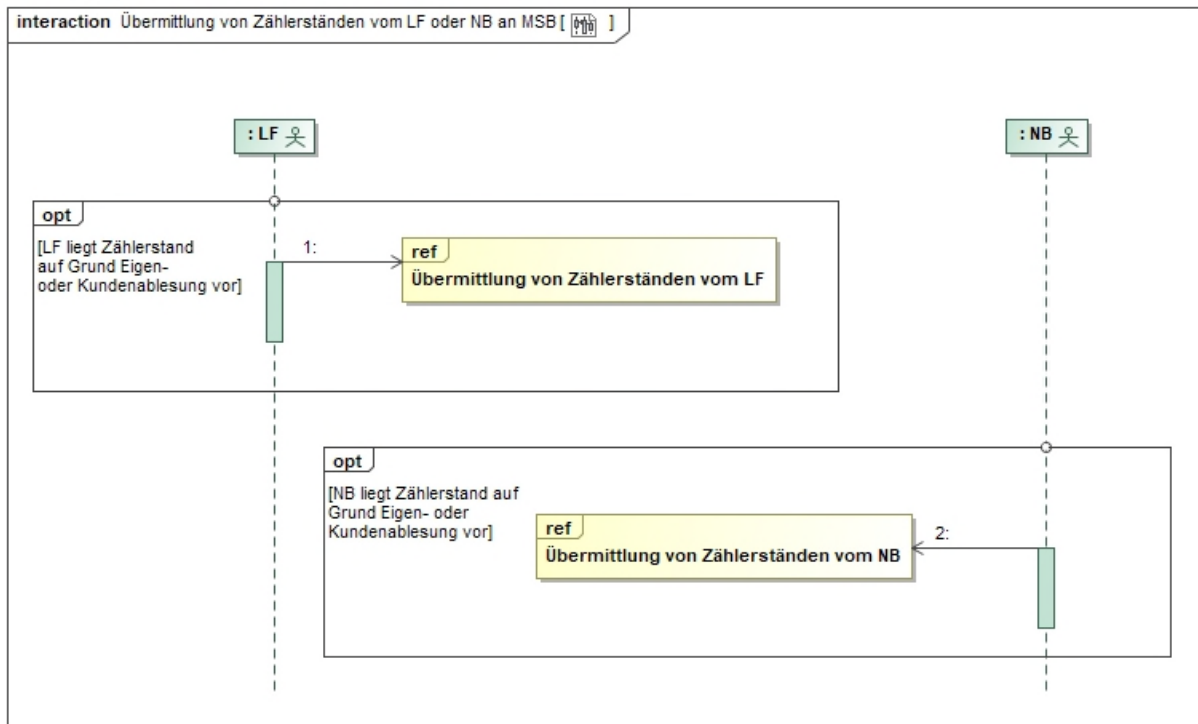 interaction Übermittlung von Zählerständen vom LF oder NB an MSB [ ]
: LF
: NB
opt
[LF liegt Zählerstand
auf Grund Eigen-
oder Kundenablesung vor]
1:
ref
Übermittlung von Zählerständen vom LF
opt
[NB liegt Zählerstand auf
Grund Eigen- oder
Kundenablesung vor]
ref
Übermittlung von Zählerständen vom NB
2: